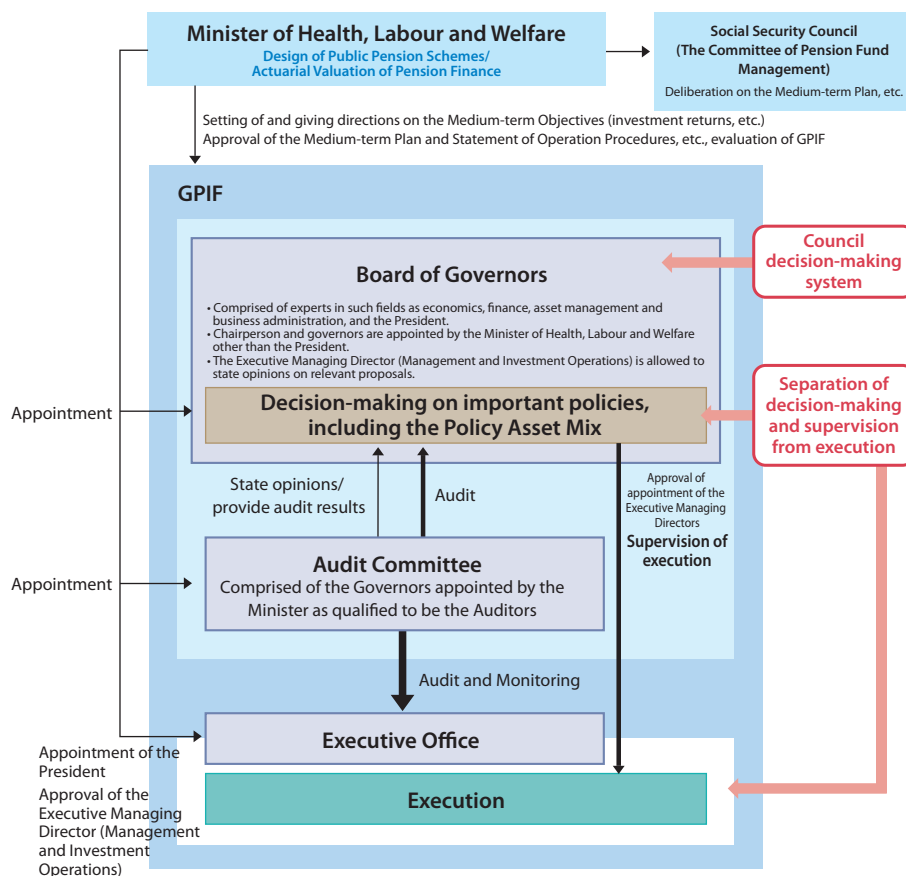 Minister of Health, Labour and Welfare
Design of Public Pension Schemes/
Actuarial Valuation of Pension Finance
Social Security Council
(The Committee of Pension Fund
Management)
Deliberation on the Medium-term Plan, etc.
Setting of and giving directions on the Medium-term Objectives (investment returns, etc.)
Approval of the Medium-term Plan and Statement of Operation Procedures, etc., evaluation of GPIF
GPIF
Board of Governors
• Comprised of experts in such fields as economics, finance, asset management and
business administration, and the President.
• Chairperson and governors are appointed by the Minister of Health, Labour and Welfare
other than the President.
• The Executive Managing Director (Management and Investment Operations) is allowed to
state opinions on relevant proposals.
Council
decision-making
system
Appointment
Decision-making on important policies,
including the Policy Asset Mix
Separation of
decision-making
and supervision
from execution
State opinions/
provide audit results
Audit
Approval of
appointment of the
Executive Managing
Directors
Supervision of
execution
Appointment
Audit Committee
Comprised of the Governors appointed by the
Minister as qualified to be the Auditors
Audit and Monitoring
Executive Office
Appointment of the
President
Approval of the
Executive Managing
Director (Management
and Investment
Operations)
Execution